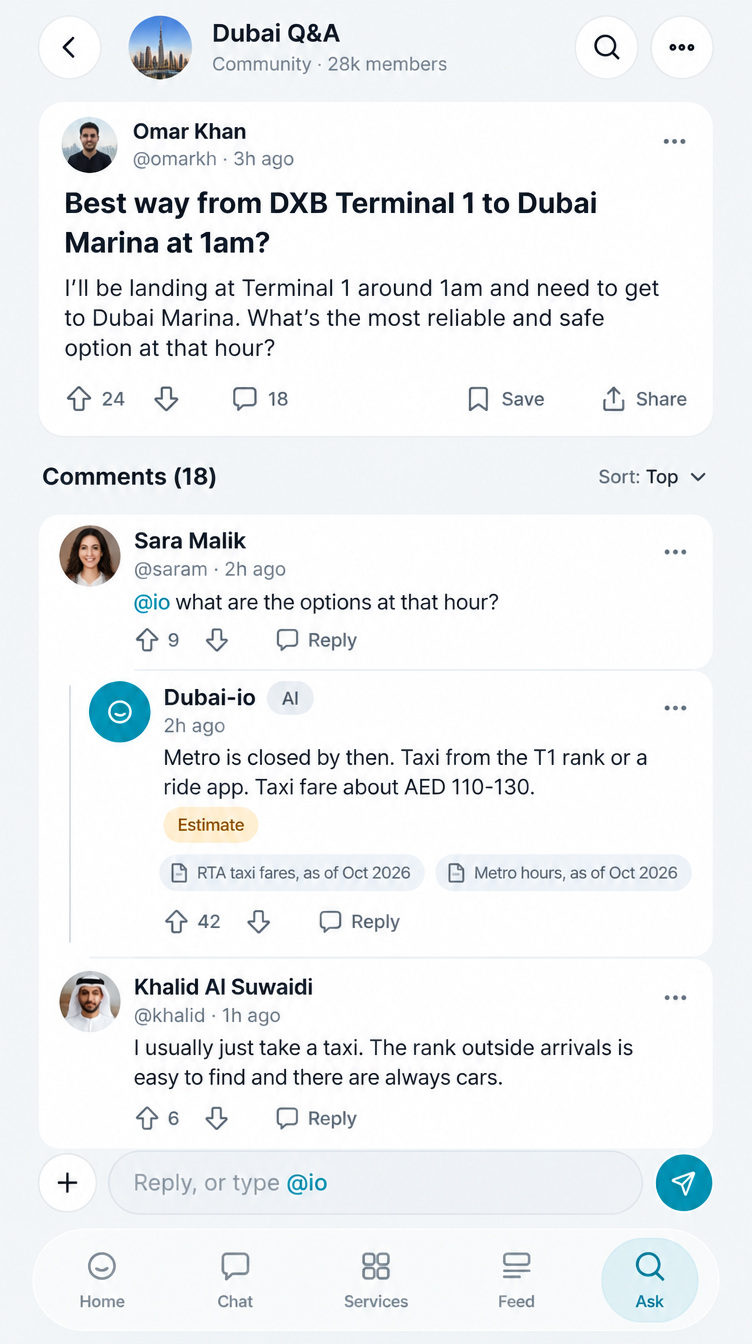 Dubai Q&A
Community · 28k members
Omar Khan
@omarkh · 3h ago
Best way from DXB Terminal 1 to Dubai
Marina at 1am?
I’ll be landing at Terminal 1 around 1am and need to get
to Dubai Marina. What’s the most reliable and safe
option at that hour?
24 18 Save Share
Comments (18) Sort: Top
Sara Malik
@saram · 2h ago
@io what are the options at that hour?
9 Reply
Dubai-io AI
2h ago
Metro is closed by then. Taxi from the T1 rank or a
ride app. Taxi fare about AED 110-130.
Estimate
RTA taxi fares, as of Oct 2026 Metro hours, as of Oct 2026
42 Reply
Khalid Al Suwaidi
@khalid · 1h ago
I usually just take a taxi. The rank outside arrivals is
easy to find and there are always cars.
6 Reply
Reply, or type @io
Home Chat Services Feed Ask